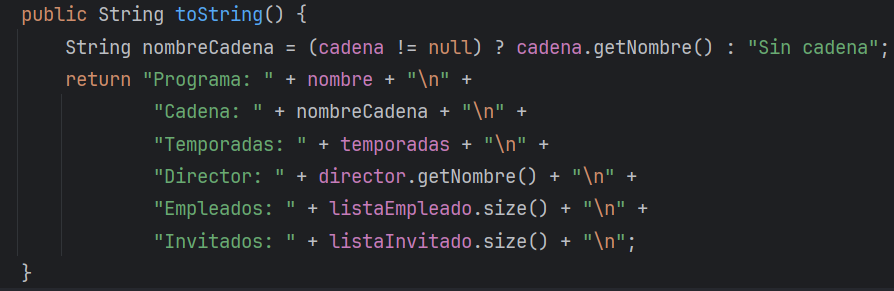 public String toString() {
    String nombreCadena = (cadena != null) ? cadena.getNombre() : "Sin cadena";
    return "Programa: " + nombre + "\n" +
            "Cadena: " + nombreCadena + "\n" +
            "Temporadas: " + temporadas + "\n" +
            "Director: " + director.getNombre() + "\n" +
            "Empleados: " + listaEmpleado.size() + "\n" +
            "Invitados: " + listaInvitado.size() + "\n";
}